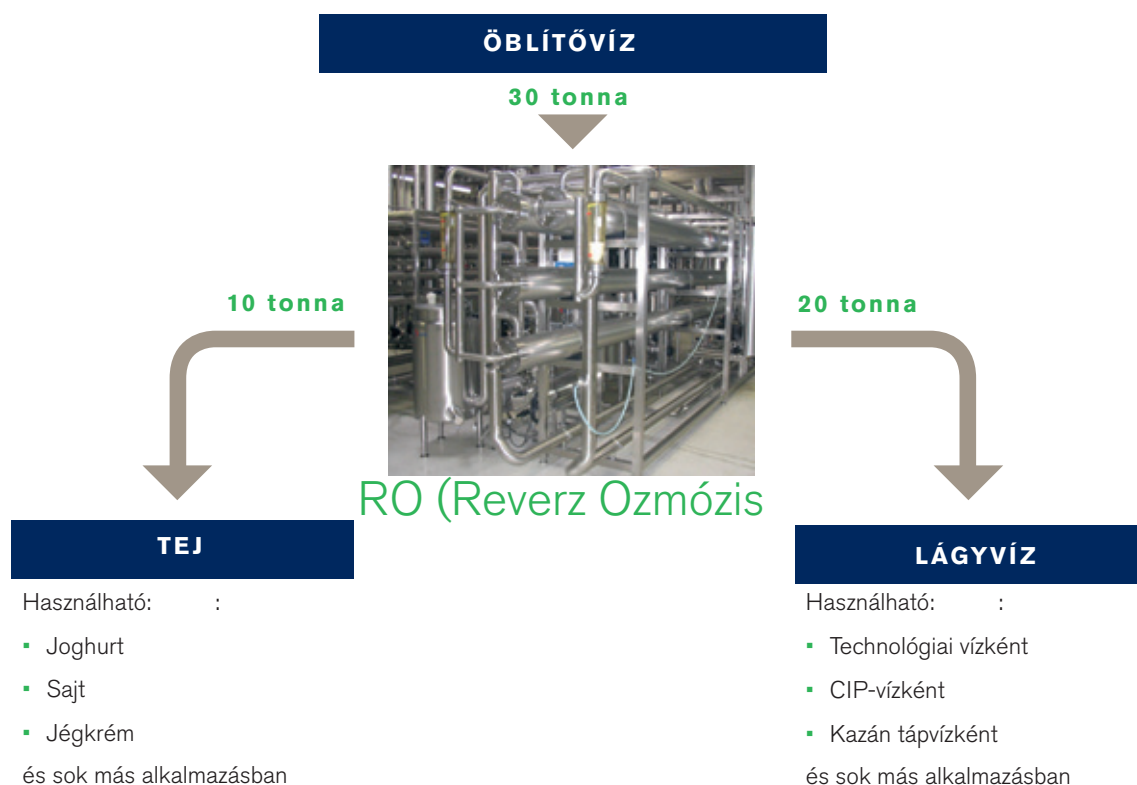 ÖBLÍTŐVÍZ
30 tonna
10 tonna
20 tonna
RO (Reverz Ozmózis
TEJ
Használható: :
▪ Joghurt
▪ Sajt
▪ Jégkrém
és sok más alkalmazásban
LÁGYVÍZ
Használható: :
▪ Technológiai vízként
▪ CIP-vízként
▪ Kazán tápvízként
és sok más alkalmazásban